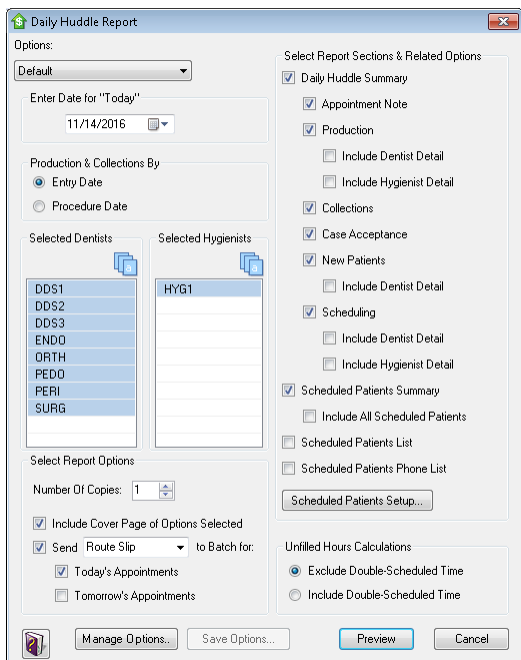 Daily Huddle Report
Options:
Default
Enter Date for "Today"
11/14/2016
Production & Collections By
Entry Date
Procedure Date
Selected Dentists
Selected Hygienists
DDS1
DDS2
DDS3
ENDO
ORTH
PEDO
PERI
SURG
HYG1
Select Report Options
Number Of Copies: 1
Include Cover Page of Options Selected
Send Route Slip to Batch for:
Today's Appointments
Tomorrow's Appointments
Select Report Sections & Related Options
Daily Huddle Summary
Appointment Note
Production
Include Dentist Detail
Include Hygienist Detail
Collections
Case Acceptance
New Patients
Include Dentist Detail
Scheduling
Include Dentist Detail
Include Hygienist Detail
Scheduled Patients Summary
Include All Scheduled Patients
Scheduled Patients List
Scheduled Patients Phone List
Scheduled Patients Setup...
Unfilled Hours Calculations
Exclude Double-Scheduled Time
Include Double-Scheduled Time
Manage Options..
Save Options...
Preview
Cancel